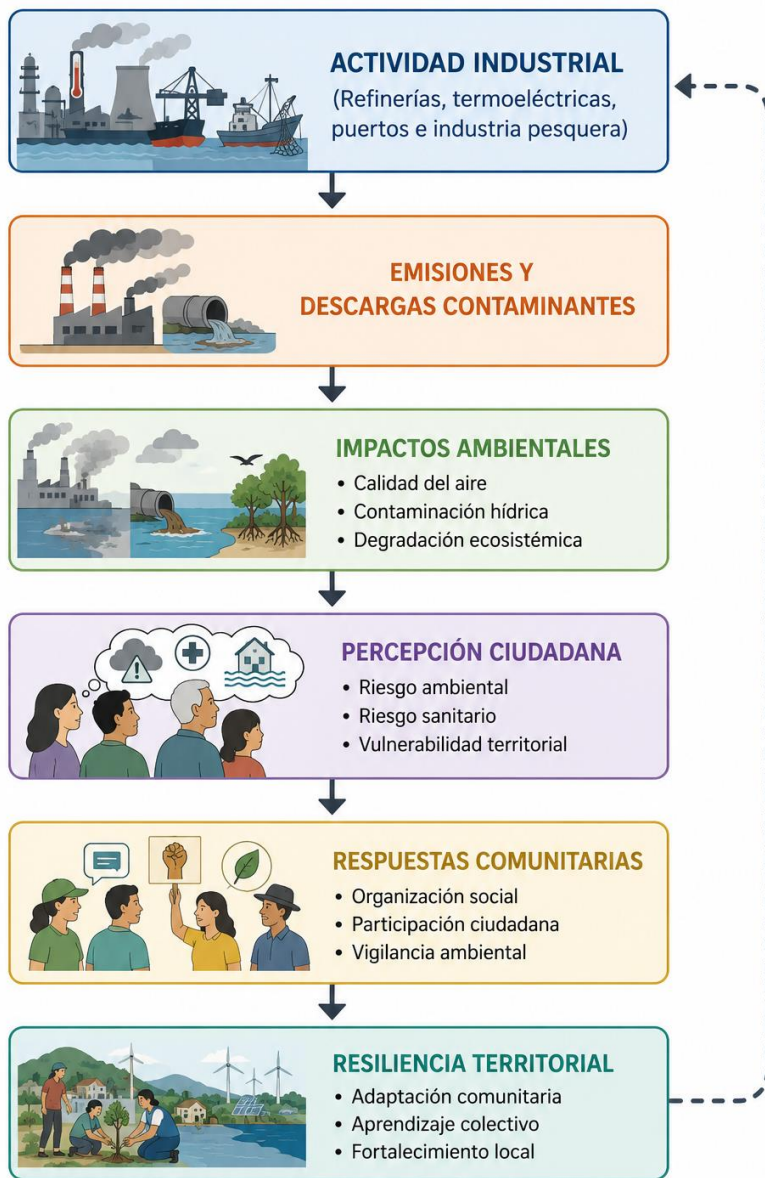 ACTIVIDAD INDUSTRIAL
(Refinerías, termoeléctricas,
puertos e industria pesquera)
EMISIONES Y
DESCARGAS CONTAMINANTES
IMPACTOS AMBIENTALES
• Calidad del aire
• Contaminación hídrica
• Degradación ecosistémica
PERCEPCIÓN CIUDADANA
• Riesgo ambiental
• Riesgo sanitario
• Vulnerabilidad territorial
RESPUESTAS COMUNITARIAS
• Organización social
• Participación ciudadana
• Vigilancia ambiental
RESILIENCIA TERRITORIAL
• Adaptación comunitaria
• Aprendizaje colectivo
• Fortalecimiento local